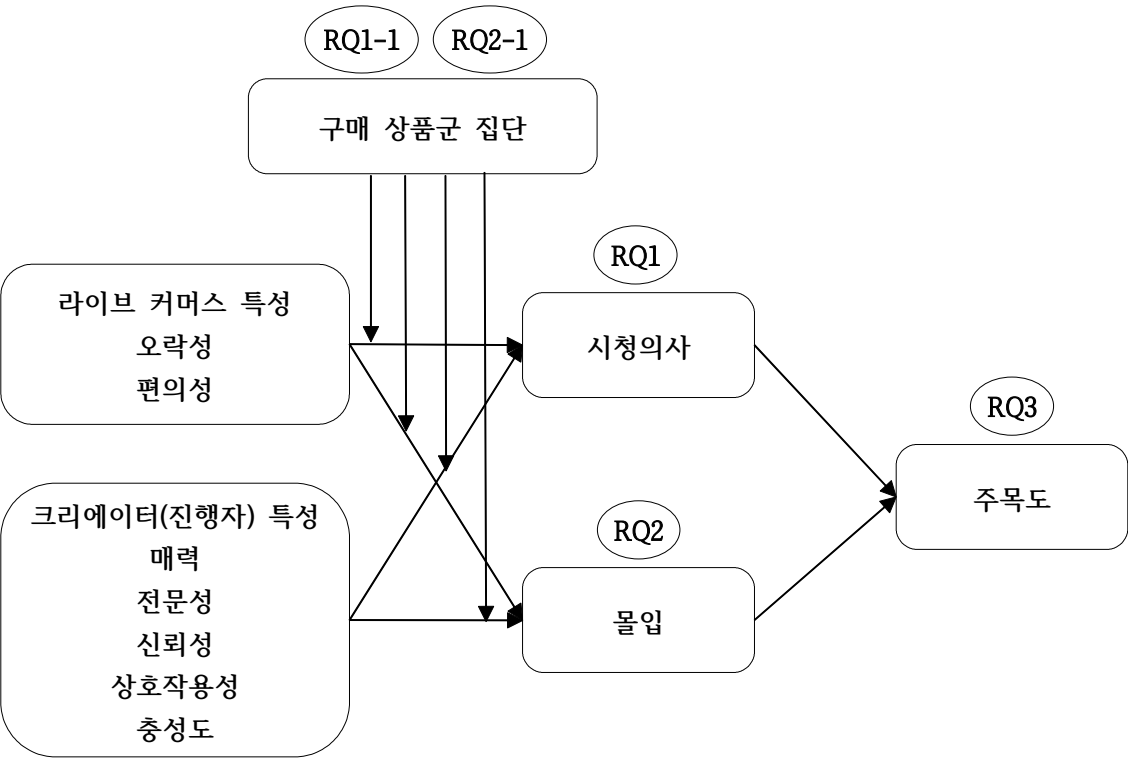 RQ1-1
RQ2-1
구매 상품군 집단
RQ1
라이브 커머스 특성
오락성
편의성
시청의사
RQ3
주목도
크리에이터(진행자) 특성
매력
전문성
신뢰성
상호작용성
충성도
RQ2
몰입